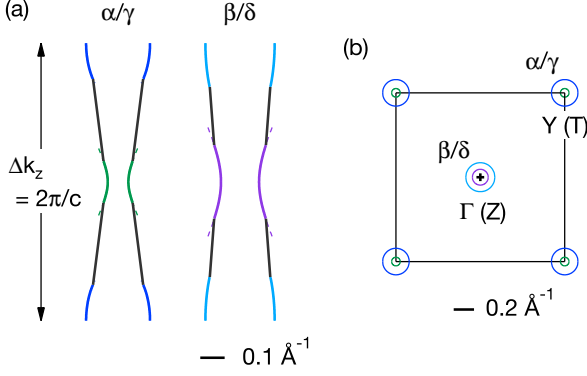 (a)
α/γ
β/δ
Δk_z
= 2π/c
0.1 Å⁻¹
(b)
α/γ
Y (T)
β/δ
Γ (Z)
0.2 Å⁻¹